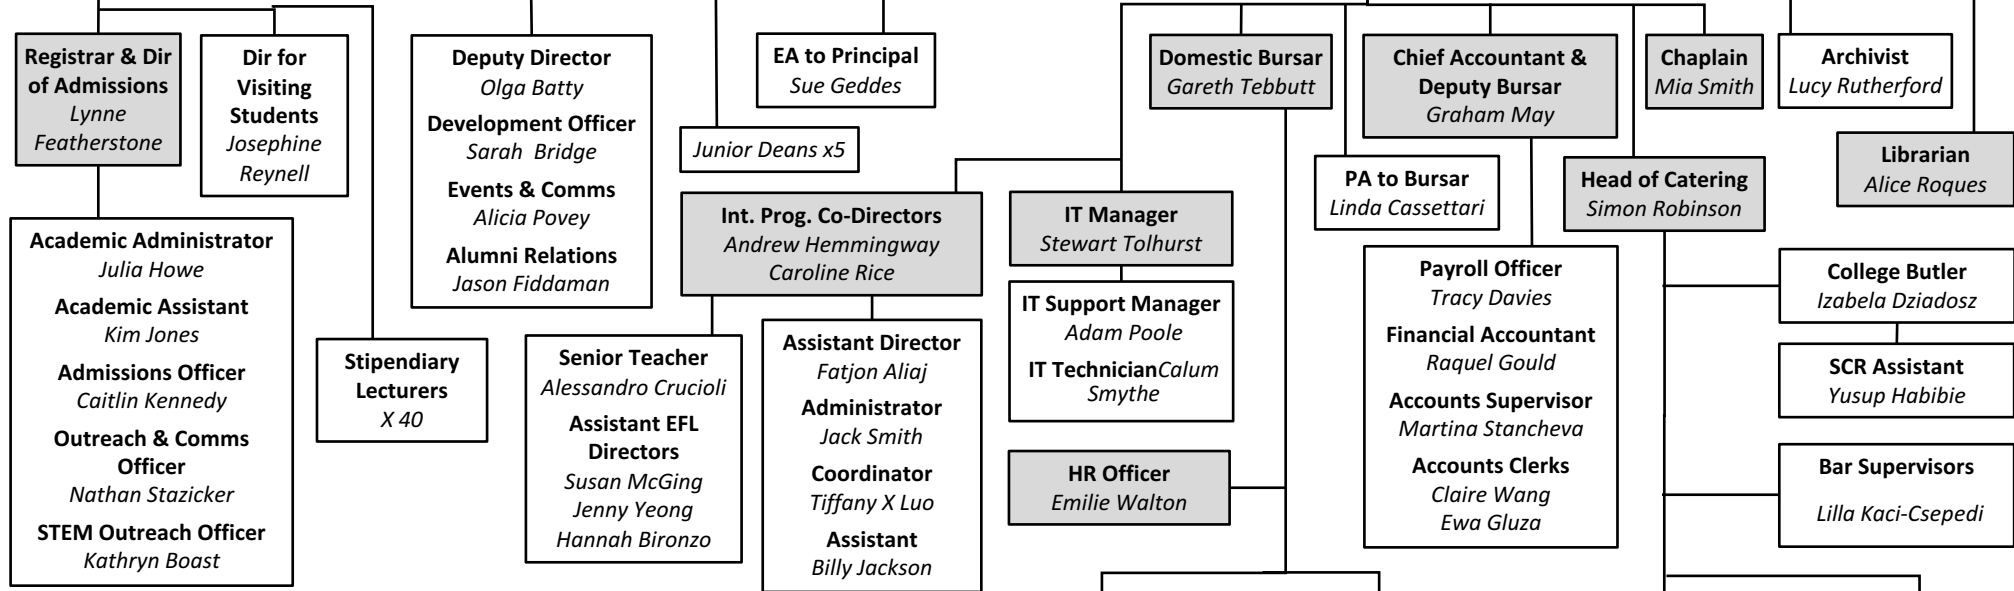 Registrar & Dir
of Admissions
Lynne
Featherstone
Dir for
Visiting
Students
Josephine
Reynell
Deputy Director
Olga Batty
Development Officer
Sarah Bridge
Events & Comms
Alicia Povey
Alumni Relations
Jason Fiddaman
EA to Principal
Sue Geddes
Junior Deans x5
Domestic Bursar
Gareth Tebbutt
Chief Accountant &
Deputy Bursar
Graham May
Chaplain
Mia Smith
Archivist
Lucy Rutherford
Librarian
Alice Roques
PA to Bursar
Linda Cassettari
Head of Catering
Simon Robinson
Int. Prog. Co-Directors
Andrew Hemmingway
Caroline Rice
IT Manager
Stewart Tolhurst
Academic Administrator
Julia Howe
Academic Assistant
Kim Jones
Admissions Officer
Caitlin Kennedy
Outreach & Comms
Officer
Nathan Stazicker
STEM Outreach Officer
Kathryn Boast
Stipendiary
Lecturers
X 40
Senior Teacher
Alessandro Crucioli
Assistant EFL
Directors
Susan McGing
Jenny Yeong
Hannah Bironzo
Assistant Director
Fatjon Aliaj
Administrator
Jack Smith
Coordinator
Tiffany X Luo
Assistant
Billy Jackson
IT Support Manager
Adam Poole
IT TechnicianCalum
Smythe
HR Officer
Emilie Walton
Payroll Officer
Tracy Davies
Financial Accountant
Raquel Gould
Accounts Supervisor
Martina Stancheva
Accounts Clerks
Claire Wang
Ewa Gluza
College Butler
Izabela Dziadosz
SCR Assistant
Yusup Habibie
Bar Supervisors
Lilla Kaci-Csepedi